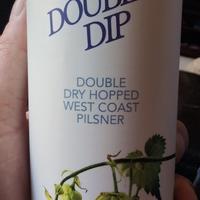 DOUBLE
DIP
DOUBLE
DRY HOPPED
WEST COAST
PILSNER